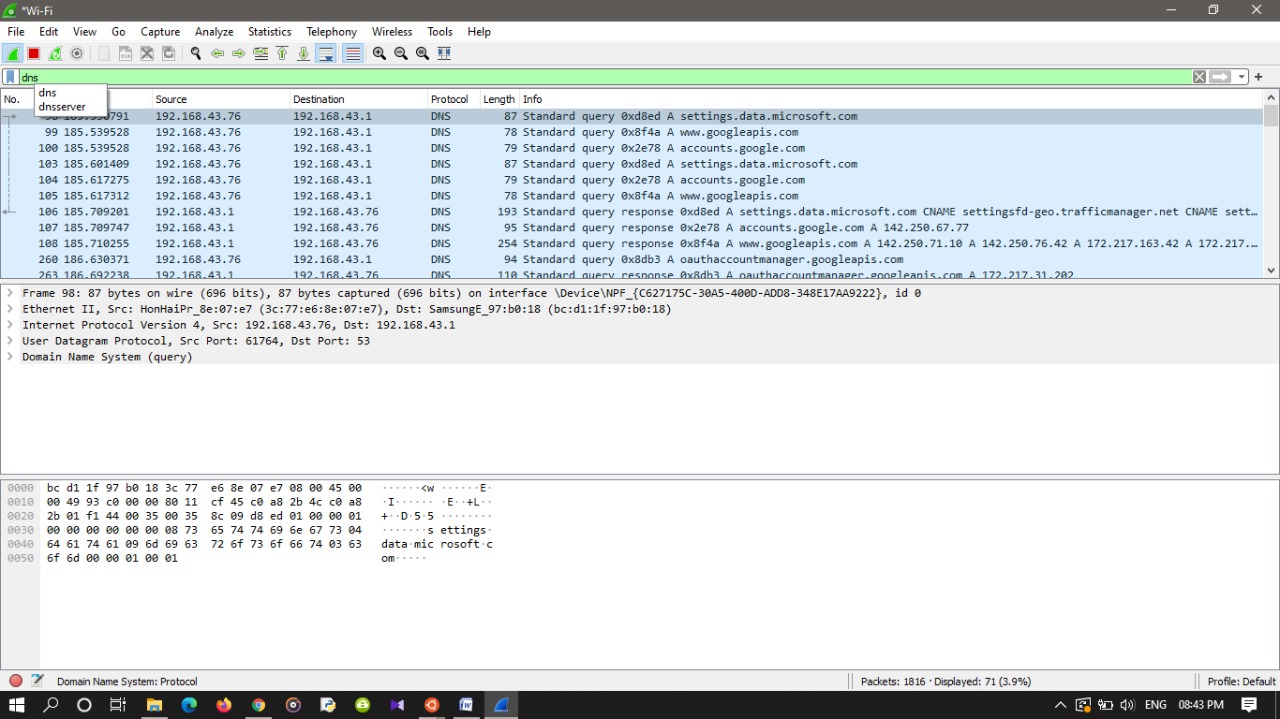 *Wi-Fi
File Edit View Go Capture Analyze Statistics Telephony Wireless Tools Help
dns
dns
dnsserver
No. Source Destination Protocol Length Info
192.168.43.76 192.168.43.1 DNS 87 Standard query 0xd8ed A settings.data.microsoft.com
99 185.539528 192.168.43.76 192.168.43.1 DNS 78 Standard query 0x8f4a A www.googleapis.com
100 185.539528 192.168.43.76 192.168.43.1 DNS 79 Standard query 0x2e78 A accounts.google.com
103 185.601409 192.168.43.76 192.168.43.1 DNS 87 Standard query 0xd8ed A settings.data.microsoft.com
104 185.617275 192.168.43.76 192.168.43.1 DNS 79 Standard query 0x2e78 A accounts.google.com
105 185.617312 192.168.43.76 192.168.43.1 DNS 78 Standard query 0x8f4a A www.googleapis.com
106 185.709201 192.168.43.1 192.168.43.76 DNS 193 Standard query response 0xd8ed A settings.data.microsoft.com CNAME settingsfd-geo.trafficmanager.net CNAME sett…
107 185.709747 192.168.43.1 192.168.43.76 DNS 95 Standard query response 0x2e78 A accounts.google.com A 142.250.67.77
108 185.710255 192.168.43.1 192.168.43.76 DNS 254 Standard query response 0x8f4a A www.googleapis.com A 142.250.71.10 A 142.250.76.42 A 172.217.163.42 A 172.217.…
260 186.630371 192.168.43.76 192.168.43.1 DNS 94 Standard query 0x8db3 A oauthaccountmanager.googleapis.com
263 186.692238 192.168.43.1 192.168.43.76 DNS 110 Standard query response 0x8db3 A oauthaccountmanager.googleapis.com A 172.217.31.202
Frame 98: 87 bytes on wire (696 bits), 87 bytes captured (696 bits) on interface \Device\NPF_{C627175C-30A5-400D-ADD8-348E17AA9222}, id 0
Ethernet II, Src: HonHaiPr_8e:07:e7 (3c:77:e6:8e:07:e7), Dst: SamsungE_97:b0:18 (bc:d1:1f:97:b0:18)
Internet Protocol Version 4, Src: 192.168.43.76, Dst: 192.168.43.1
User Datagram Protocol, Src Port: 61764, Dst Port: 53
Domain Name System (query)
0000 bc d1 1f 97 b0 18 3c 77 e6 8e 07 e7 08 00 45 00 ······<w ······E·
0010 00 49 93 c0 00 00 80 11 cf 45 c0 a8 2b 4c c0 a8 ·I······ ·E··+L··
0020 2b 01 f1 44 00 35 00 35 8c 09 d8 ed 01 00 00 01 +··D·5·5 ········
0030 00 00 00 00 00 00 08 73 65 74 74 69 6e 67 73 04 ·······s ettings·
0040 64 61 74 61 09 6d 69 63 72 6f 73 6f 66 74 03 63 data·mic rosoft·c
0050 6f 6d 00 00 01 00 01 om·····
Domain Name System: Protocol Packets: 1816 · Displayed: 71 (3.9%) Profile: Default
ENG 08:43 PM